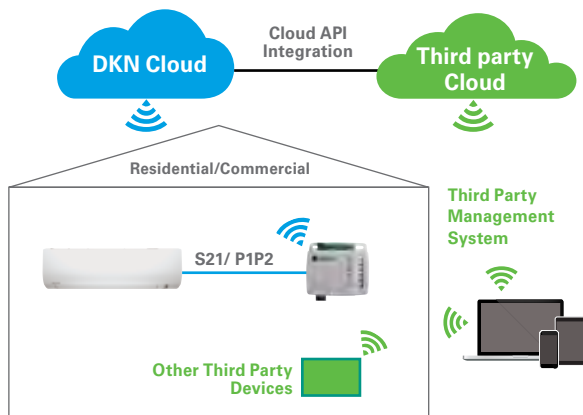 Cloud API
Integration
DKN Cloud
Third party
Cloud
Residential/Commercial
Third Party
Management
System
S21/ P1P2
Other Third Party
Devices